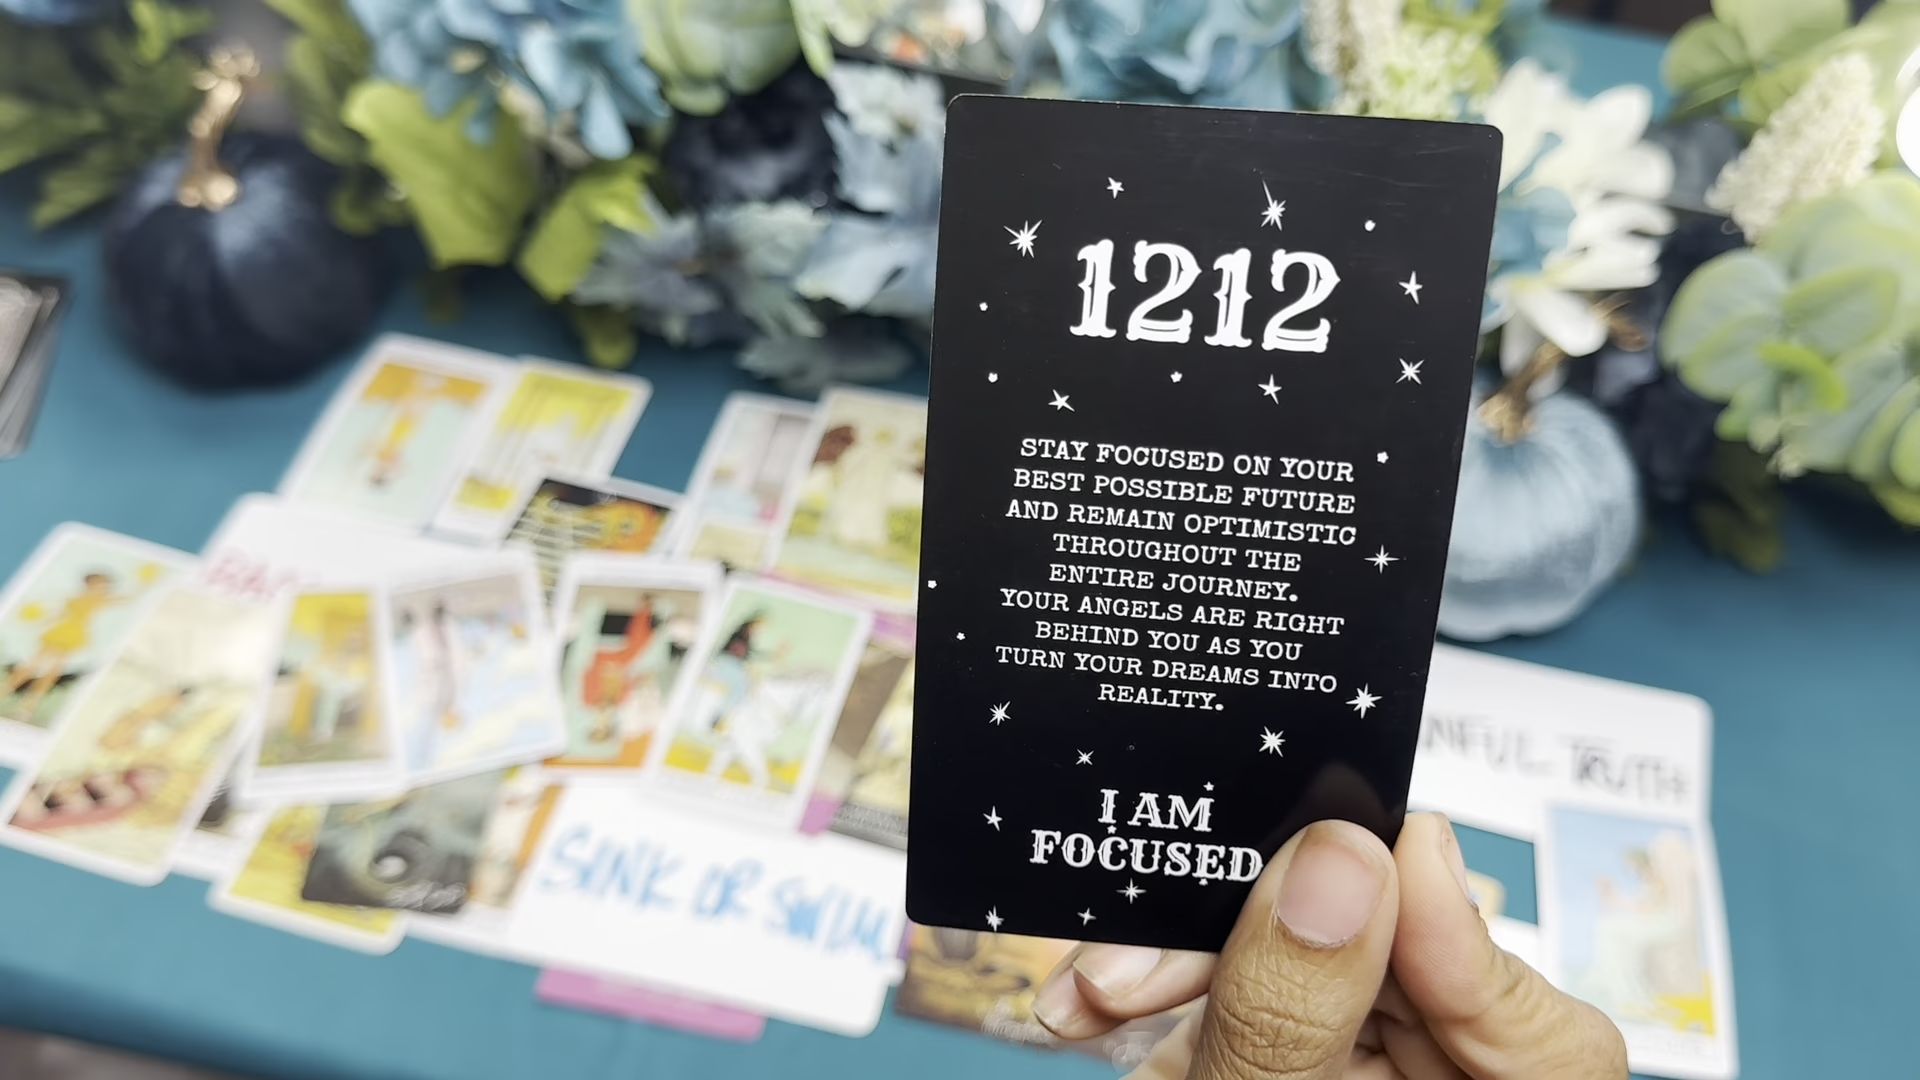 1212
STAY FOCUSED ON YOUR
BEST POSSIBLE FUTURE
AND REMAIN OPTIMISTIC
THROUGHOUT THE
ENTIRE JOURNEY.
YOUR ANGELS ARE RIGHT
BEHIND YOU AS YOU
TURN YOUR DREAMS INTO
REALITY.
I AM
FOCUSED
SINK OR SWIM
TRUTH